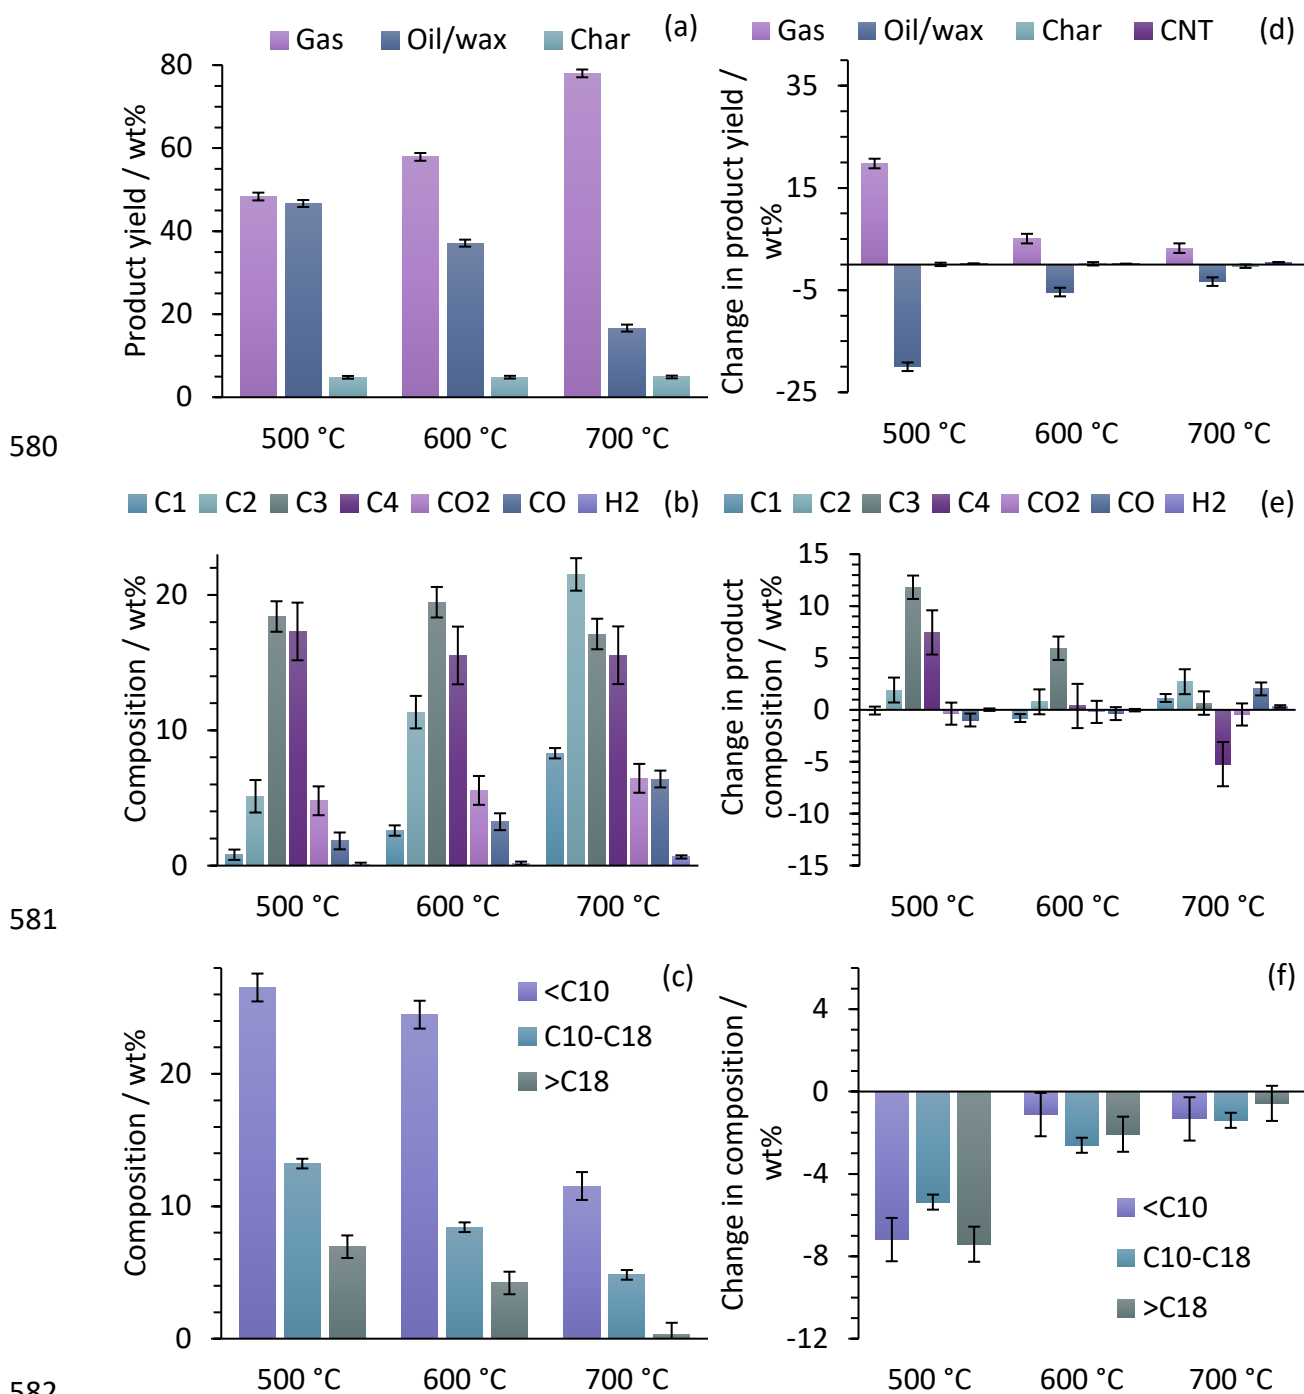 Gas Oil/wax Char (a)
80
60
40
20
0
Product yield / wt%
500 °C 600 °C 700 °C
Gas Oil/wax Char CNT (d)
35
15
-5
-25
Change in product yield /
wt%
500 °C 600 °C 700 °C
580
C1 C2 C3 C4 CO2 CO H2 (b)
20
10
0
Composition / wt%
500 °C 600 °C 700 °C
C1 C2 C3 C4 CO2 CO H2 (e)
15
10
5
0
-5
-10
-15
Change in product
composition / wt%
500 °C 600 °C 700 °C
581
(c)
<C10
C10-C18
>C18
20
10
0
Composition / wt%
500 °C 600 °C 700 °C
(f)
4
0
-4
-8
-12
Change in composition /
wt%
<C10
C10-C18
>C18
500 °C 600 °C 700 °C
582